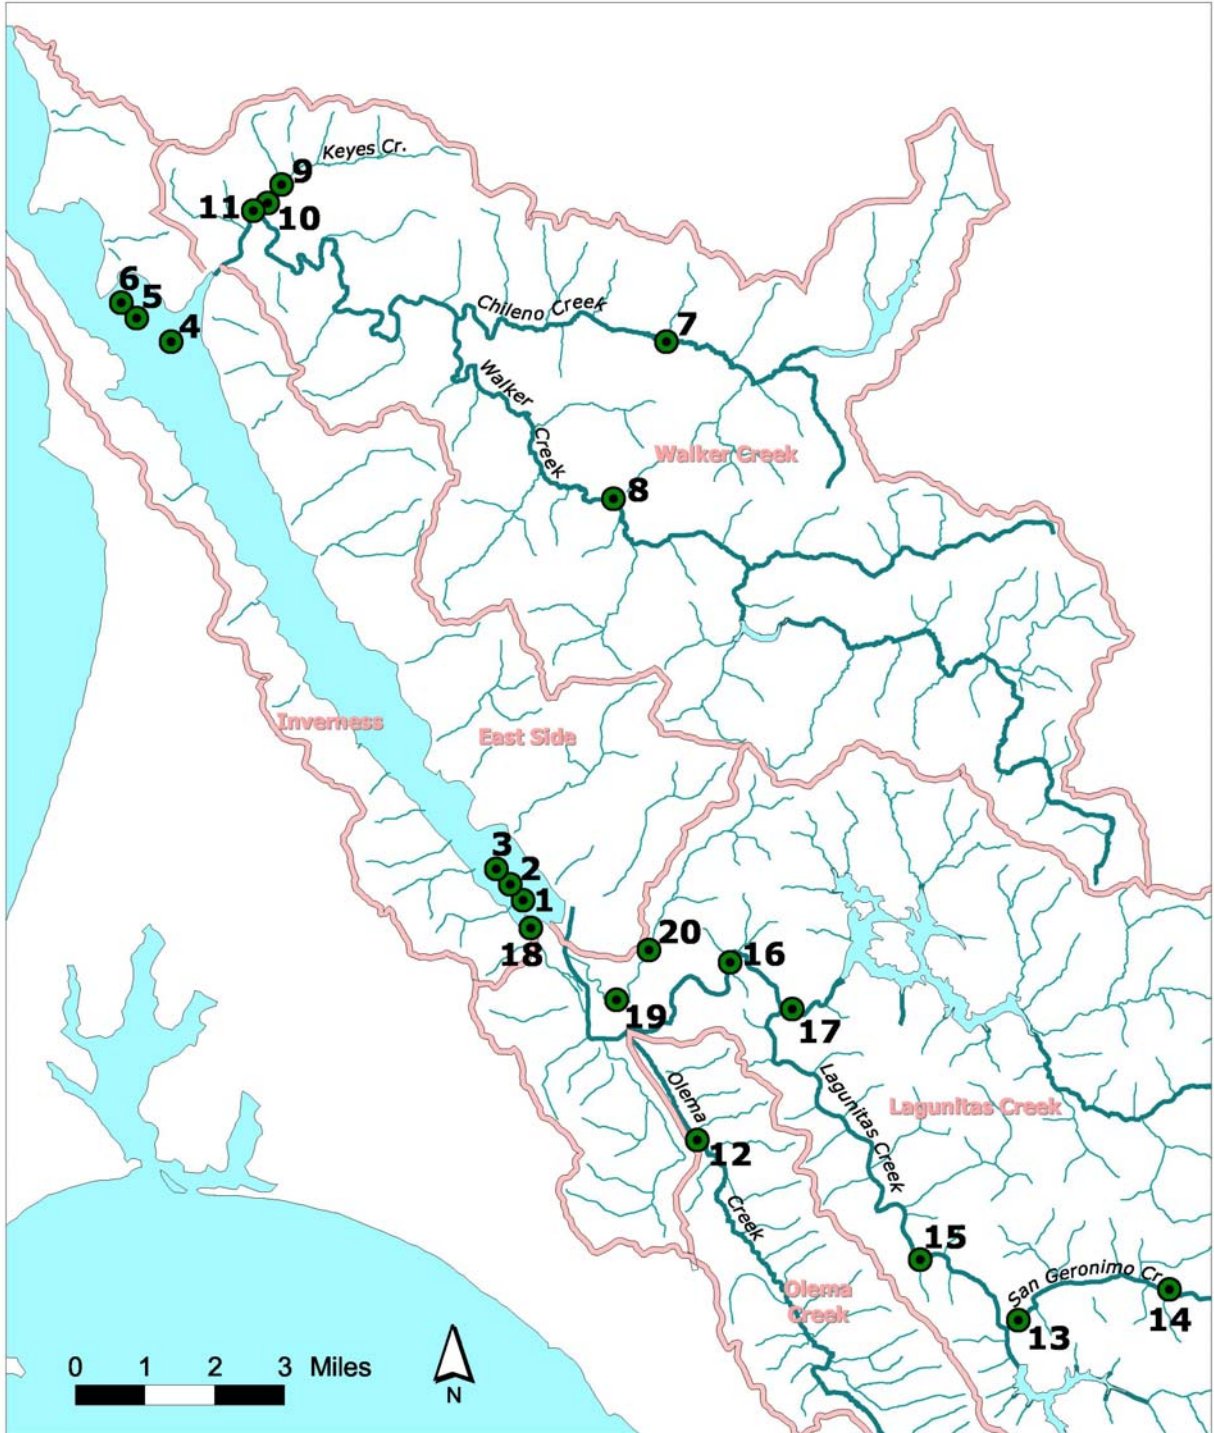 Keyes Cr.
9
11
10
6
5
4
Chileno Creek
7
Walker
Creek
Walker Creek
8
Inverness
East Side
3
2
1
18
20
16
19
17
Olema
Lagunitas Creek
Lagunitas Creek
12
Creek
15
San Geronimo Cr.
Olema
Creek
14
13
0 1 2 3 Miles
N